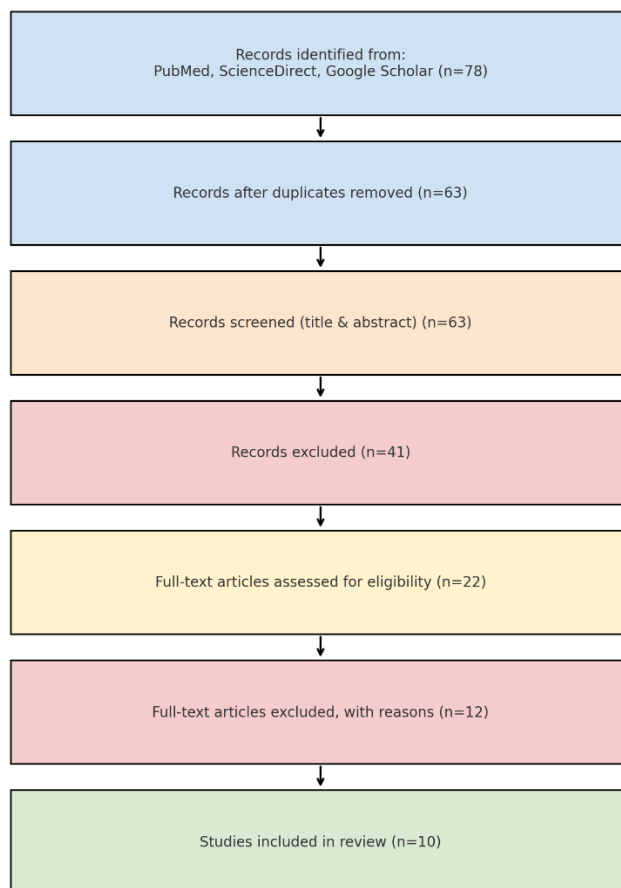 Records identified from:
PubMed, ScienceDirect, Google Scholar (n=78)
Records after duplicates removed (n=63)
Records screened (title & abstract) (n=63)
Records excluded (n=41)
Full-text articles assessed for eligibility (n=22)
Full-text articles excluded, with reasons (n=12)
Studies included in review (n=10)